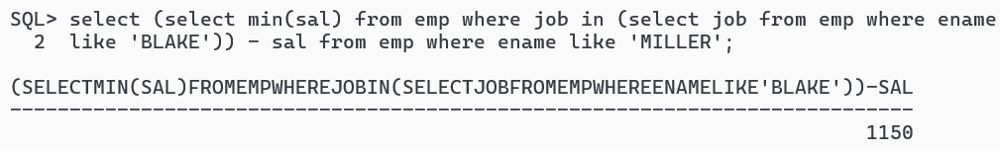 SQL> select (select min(sal) from emp where job in (select job from emp where ename
  2  like 'BLAKE')) - sal from emp where ename like 'MILLER';
(SELECTMIN(SAL)FROMEMPWHEREJOBIN(SELECTJOBFROMEMPWHEREENAMELIKE'BLAKE'))-SAL
----------------------------------------------------------------------------
                                                                        1150